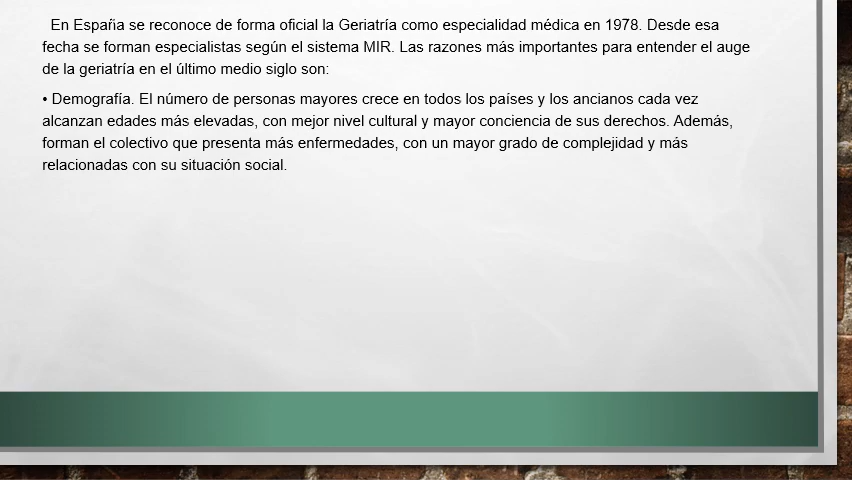 En España se reconoce de forma oficial la Geriatría como especialidad médica en 1978. Desde esa
fecha se forman especialistas según el sistema MIR. Las razones más importantes para entender el auge
de la geriatría en el último medio siglo son:
• Demografía. El número de personas mayores crece en todos los países y los ancianos cada vez
alcanzan edades más elevadas, con mejor nivel cultural y mayor conciencia de sus derechos. Además,
forman el colectivo que presenta más enfermedades, con un mayor grado de complejidad y más
relacionadas con su situación social.